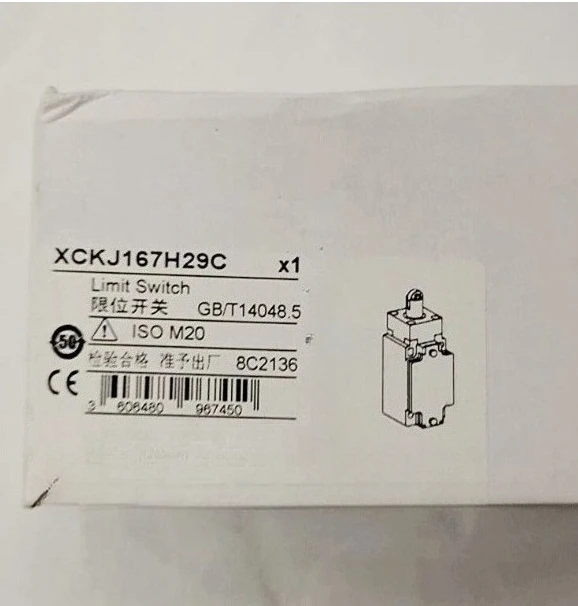 XCKJ167H29C x1
Limit Switch
限位开关 GB/T14048.5
ISO M20
50
检验合格 准予出厂 8C2136
CE
3 606480 967450